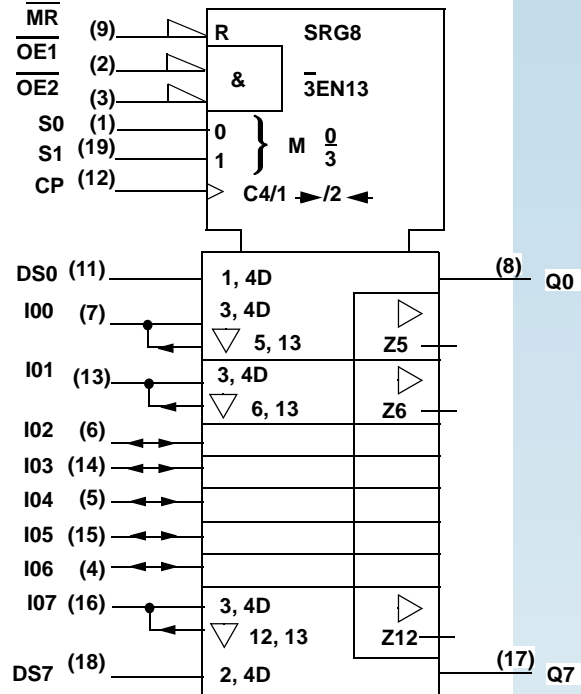 MR
(9) R SRG8
OE1
(2) & 3EN13
OE2
(3)
S0 (1) 0
M 0/3
S1 (19) 1
CP (12) C4/1 /2
DS0 (11) 1, 4D (8) Q0
I00 (7) 3, 4D
5, 13 Z5
I01 (13) 3, 4D
6, 13 Z6
I02 (6)
I03 (14)
I04 (5)
I05 (15)
I06 (4)
I07 (16) 3, 4D
12, 13 Z12
DS7 (18) 2, 4D (17) Q7